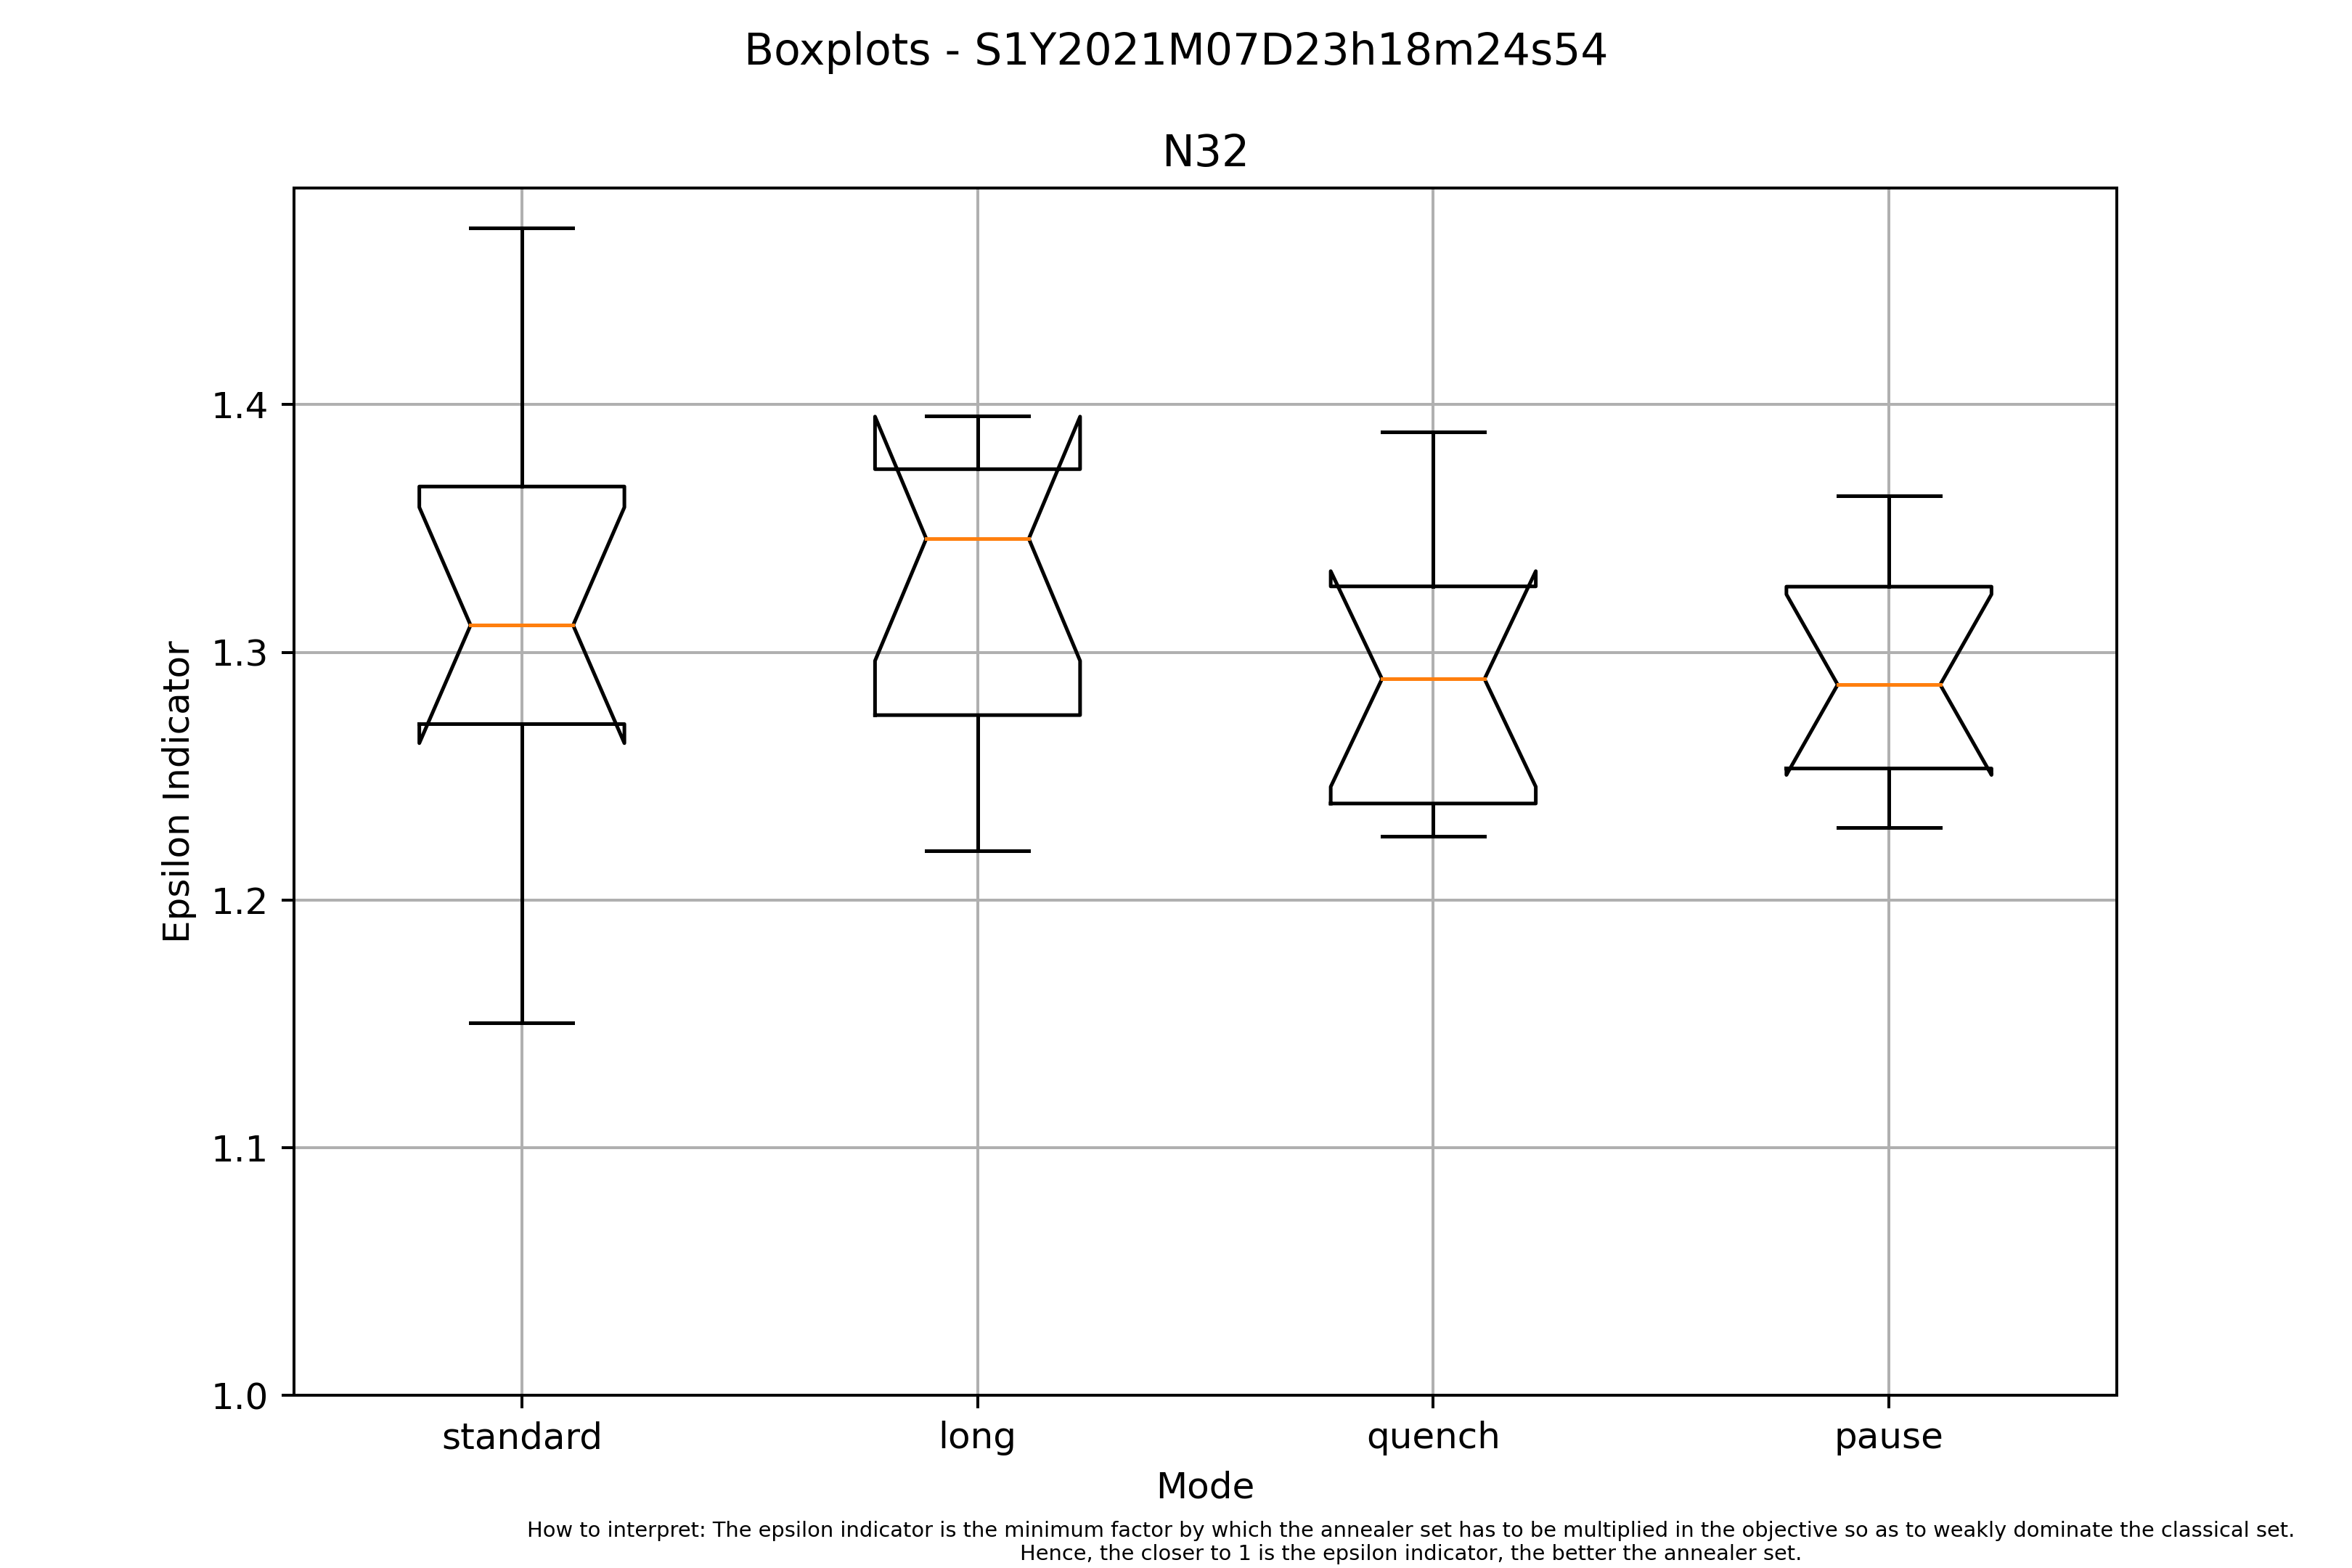 Boxplots - S1Y2021M07D23h18m24s54
N32
Epsilon Indicator
1.4
1.3
1.2
1.1
1.0
standard long quench pause
Mode
How to interpret: The epsilon indicator is the minimum factor by which the annealer set has to be multiplied in the objective so as to weakly dominate the classical set.
Hence, the closer to 1 is the epsilon indicator, the better the annealer set.